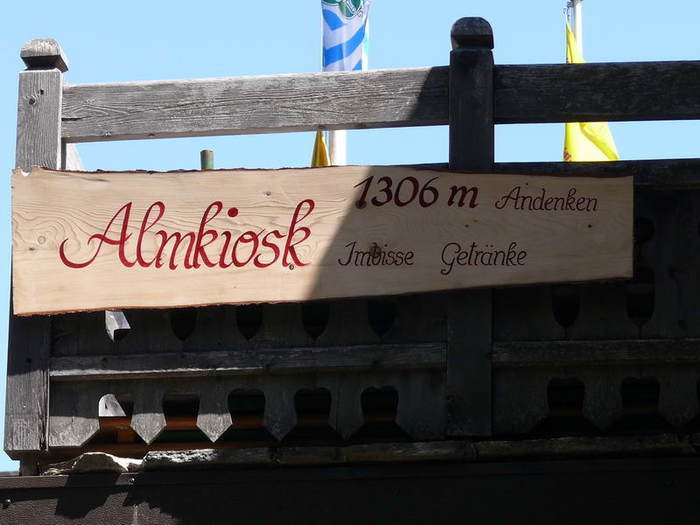 Almkiosk 1306 m Andenken
Imbisse Getränke